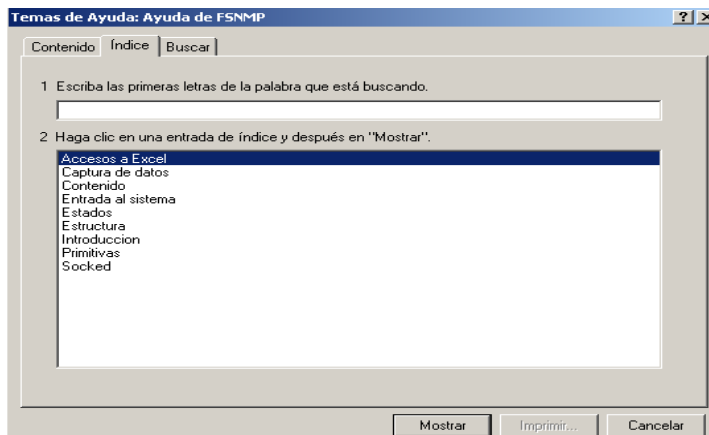 Temas de Ayuda: Ayuda de FSNMP
Contenido Índice Buscar
1 Escriba las primeras letras de la palabra que está buscando.
2 Haga clic en una entrada de índice y después en "Mostrar".
Accesos a Excel
Captura de datos
Contenido
Entrada al sistema
Estados
Estructura
Introduccion
Primitivas
Socked
Mostrar Imprimir... Cancelar